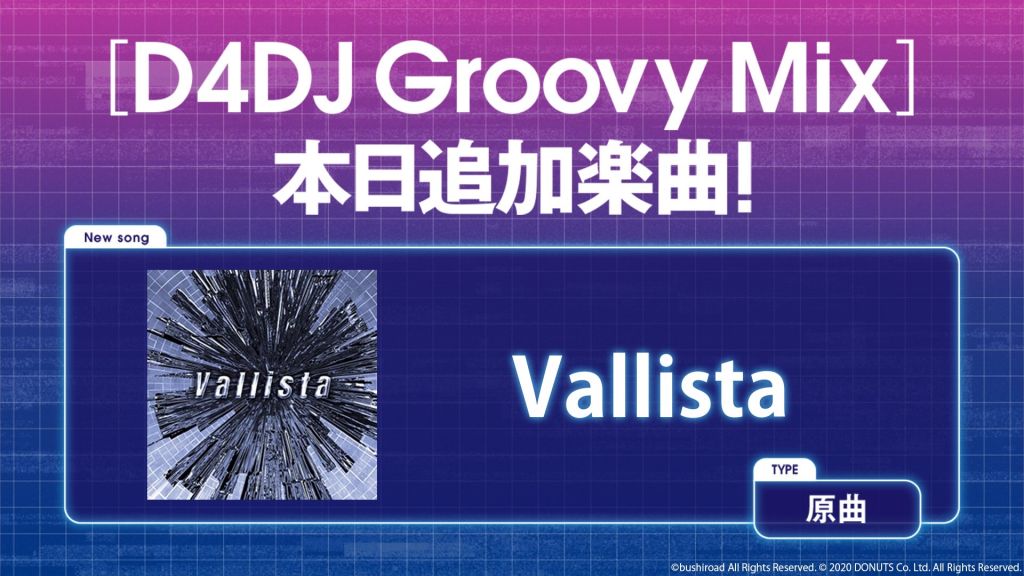 [D4DJ Groovy Mix]
本日追加楽曲!
New song
Vallista
Vallista
TYPE
原曲
©bushiroad All Rights Reserved. © 2020 DONUTS Co. Ltd. All Rights Reserved.